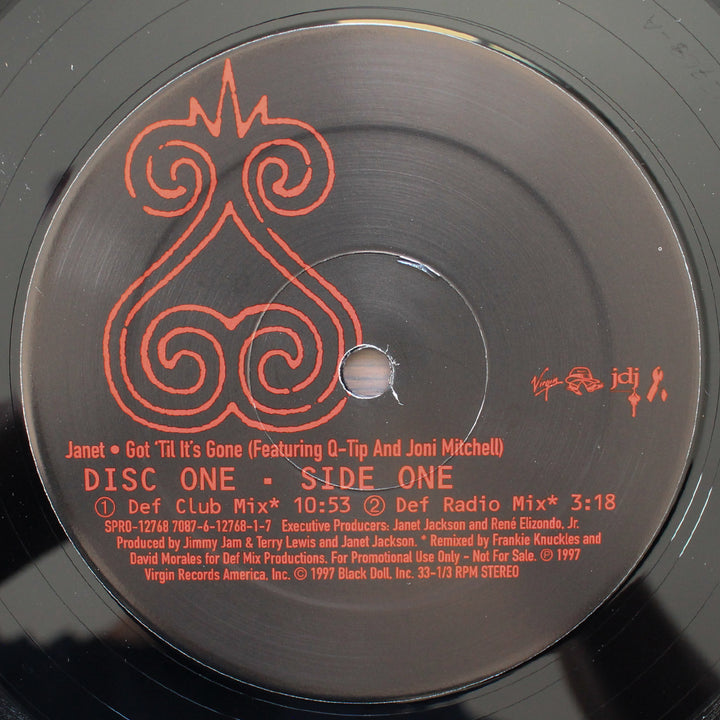 Virgin
jdj
Janet • Got 'Til It's Gone (Featuring Q-Tip And Joni Mitchell)
DISC ONE - SIDE ONE
① Def Club Mix* 10:53 ② Def Radio Mix* 3:18
SPRO-12768 7087-6-12768-1-7 Executive Producers: Janet Jackson and René Elizondo, Jr.
Produced by Jimmy Jam & Terry Lewis and Janet Jackson. * Remixed by Frankie Knuckles and
David Morales for Def Mix Productions. For Promotional Use Only - Not For Sale. ℗ 1997
Virgin Records America, Inc. © 1997 Black Doll, Inc. 33-1/3 RPM STEREO